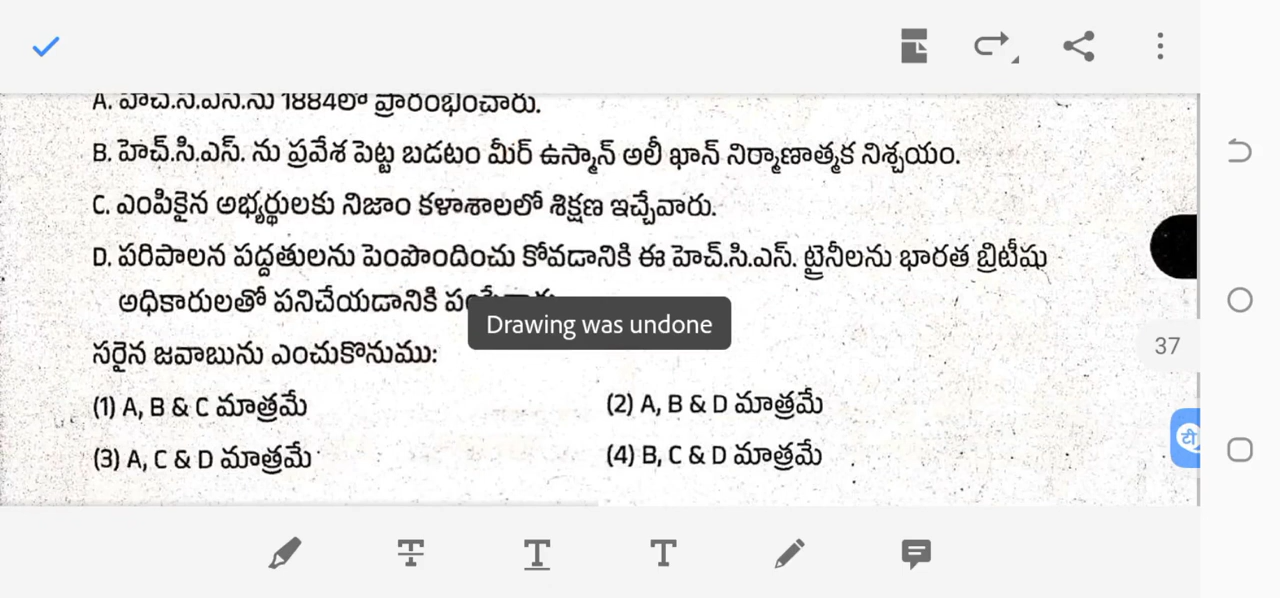 A. హెచ్.సి.ఎస్.ను 1884లో ప్రారంభించారు.
B. హెచ్.సి.ఎస్. ను ప్రవేశ పెట్ట బడటం మీర్ ఉస్మాన్ అలీ ఖాన్ నిర్మాణాత్మక నిశ్చయం.
C. ఎంపికైన అభ్యర్థులకు నిజాం కళాశాలలో శిక్షణ ఇచ్చేవారు.
D. పరిపాలన పద్దతులను పెంపొందించు కోవడానికి ఈ హెచ్.సి.ఎస్. ట్రైనీలను భారత బ్రిటీషు
అధికారులతో పనిచేయడానికి
Drawing was undone
37
సరైన జవాబును ఎంచుకొనుము:
(1) A, B & C మాత్రమే
(2) A, B & D మాత్రమే
(3) A, C & D మాత్రమే
(4) B, C & D మాత్రమే
टी
T T T